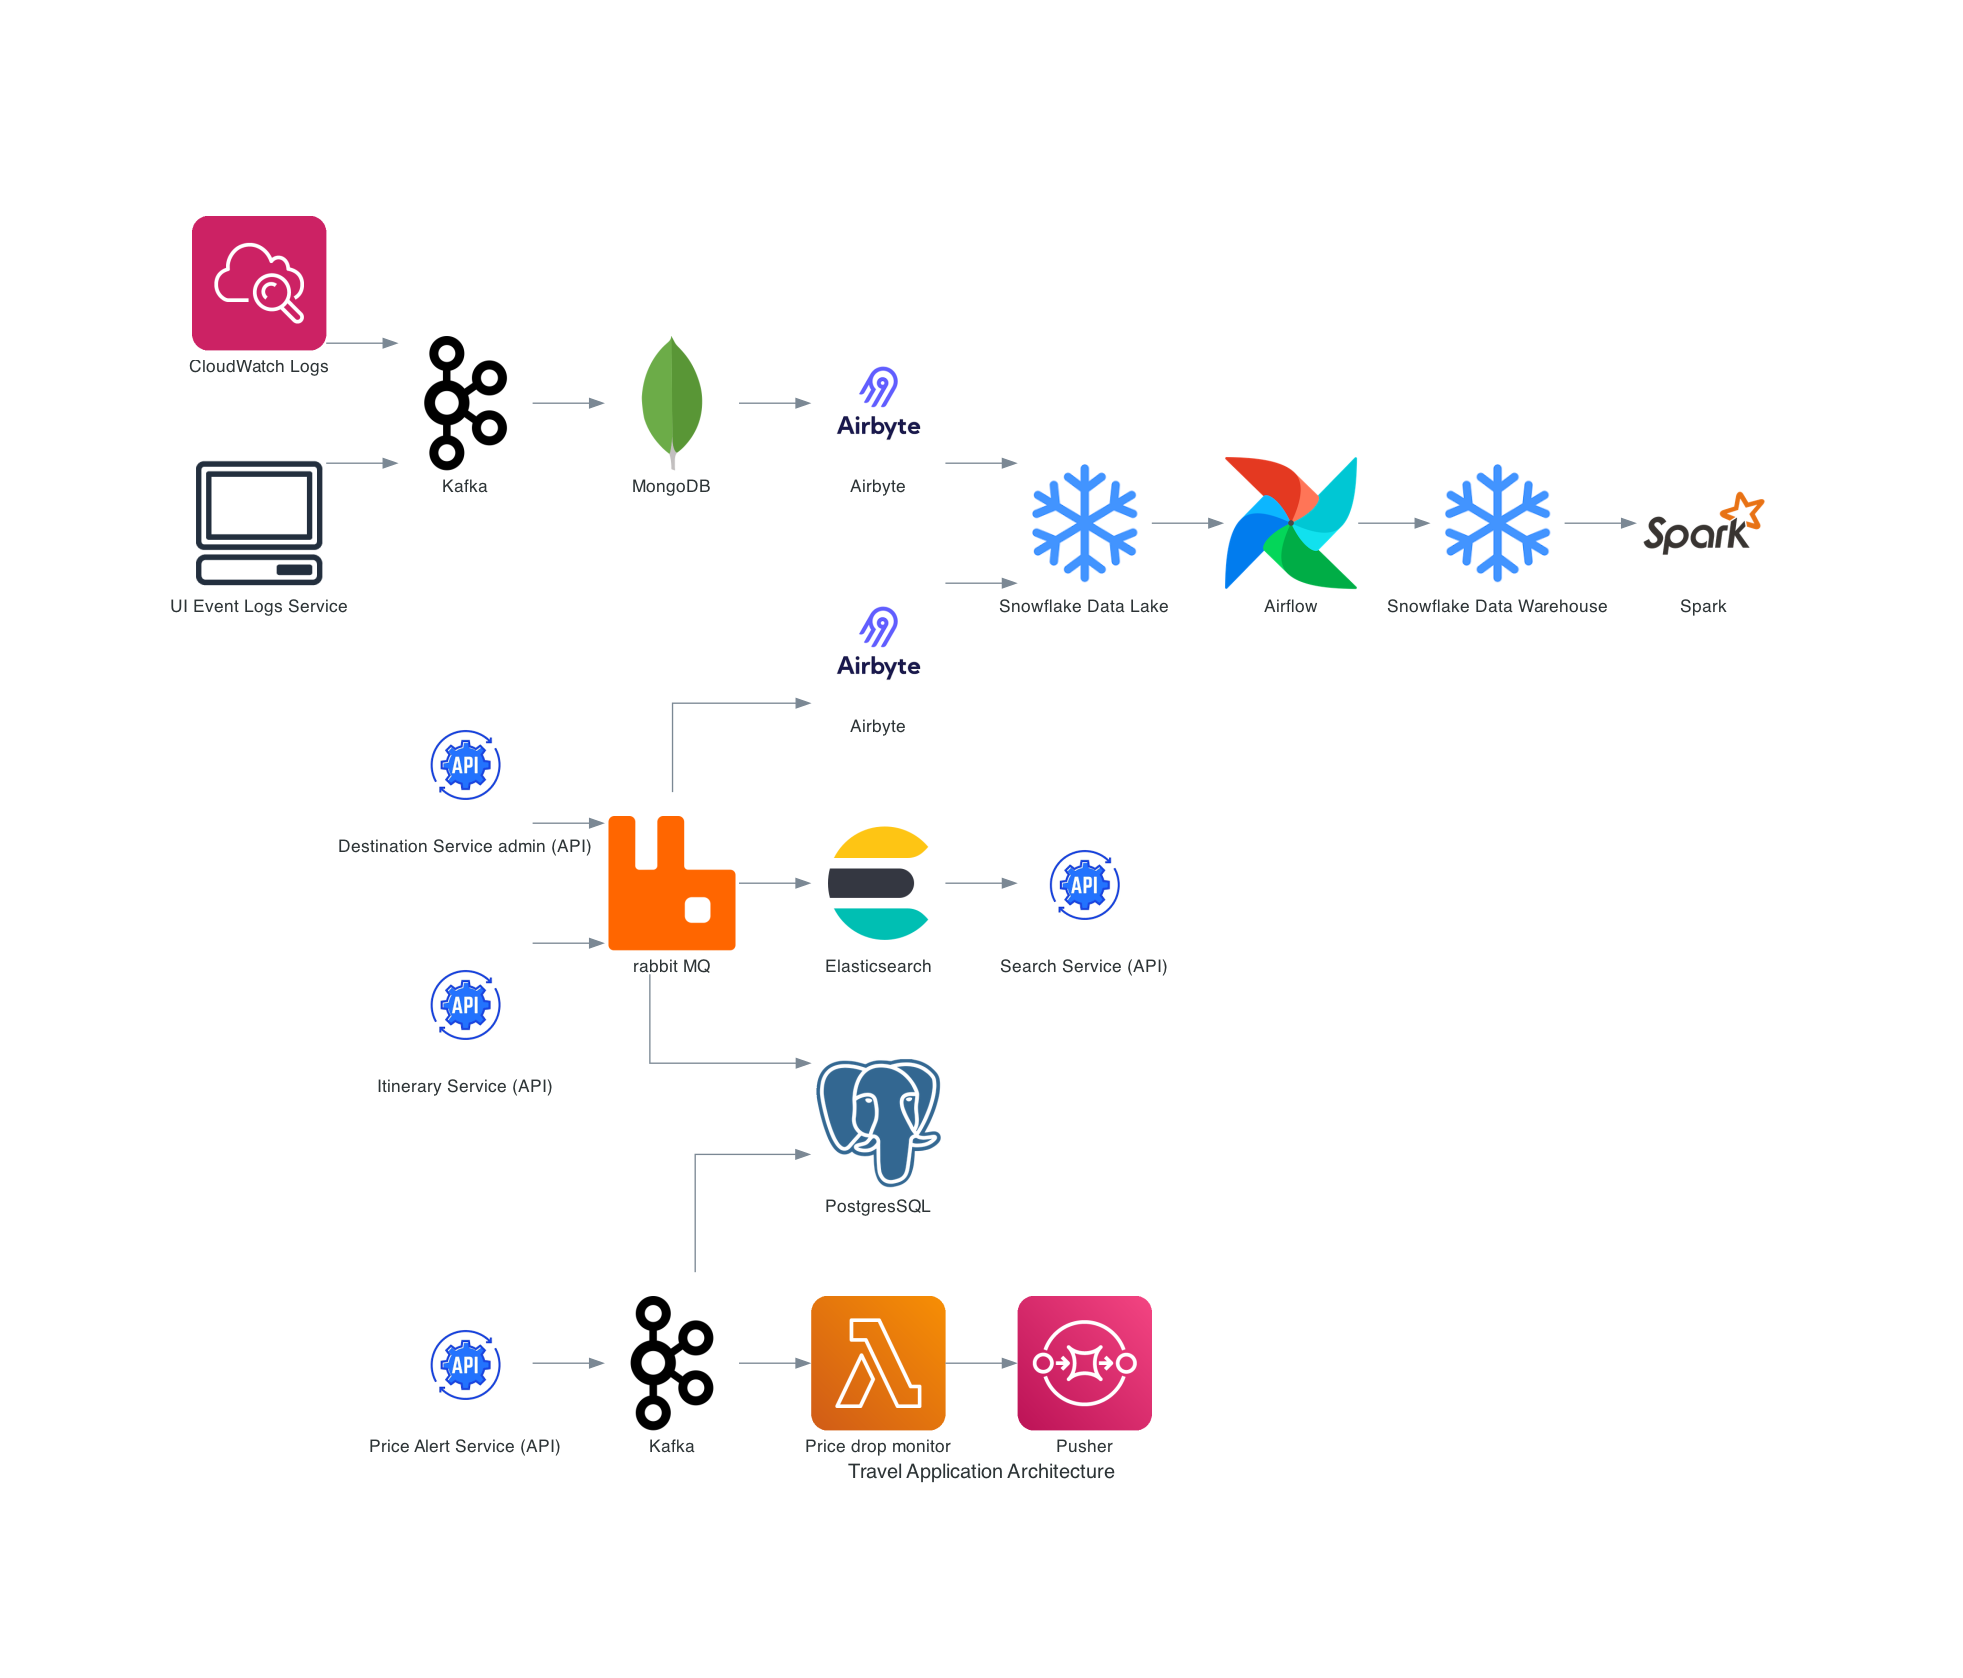 CloudWatch Logs
Kafka
MongoDB
Airbyte
Airbyte
UI Event Logs Service
Snowflake Data Lake
Airflow
Snowflake Data Warehouse
Spark
Spark
Airbyte
Airbyte
API
Destination Service admin (API)
rabbit MQ
Elasticsearch
API
Search Service (API)
API
Itinerary Service (API)
PostgresSQL
API
Price Alert Service (API)
Kafka
Price drop monitor
Pusher
Travel Application Architecture